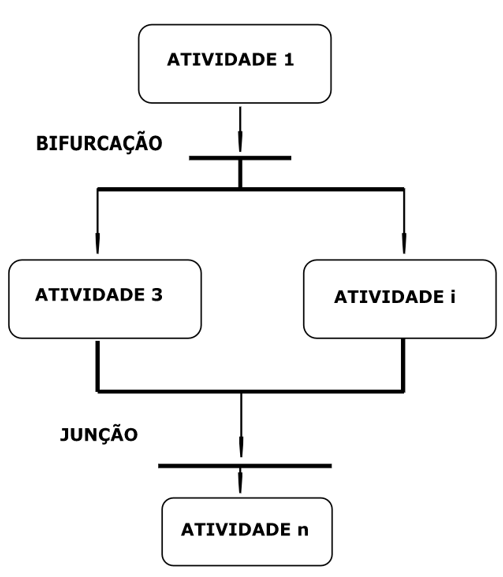 ATIVIDADE 1
BIFURCAÇÃO
ATIVIDADE 3
ATIVIDADE i
JUNÇÃO
ATIVIDADE n